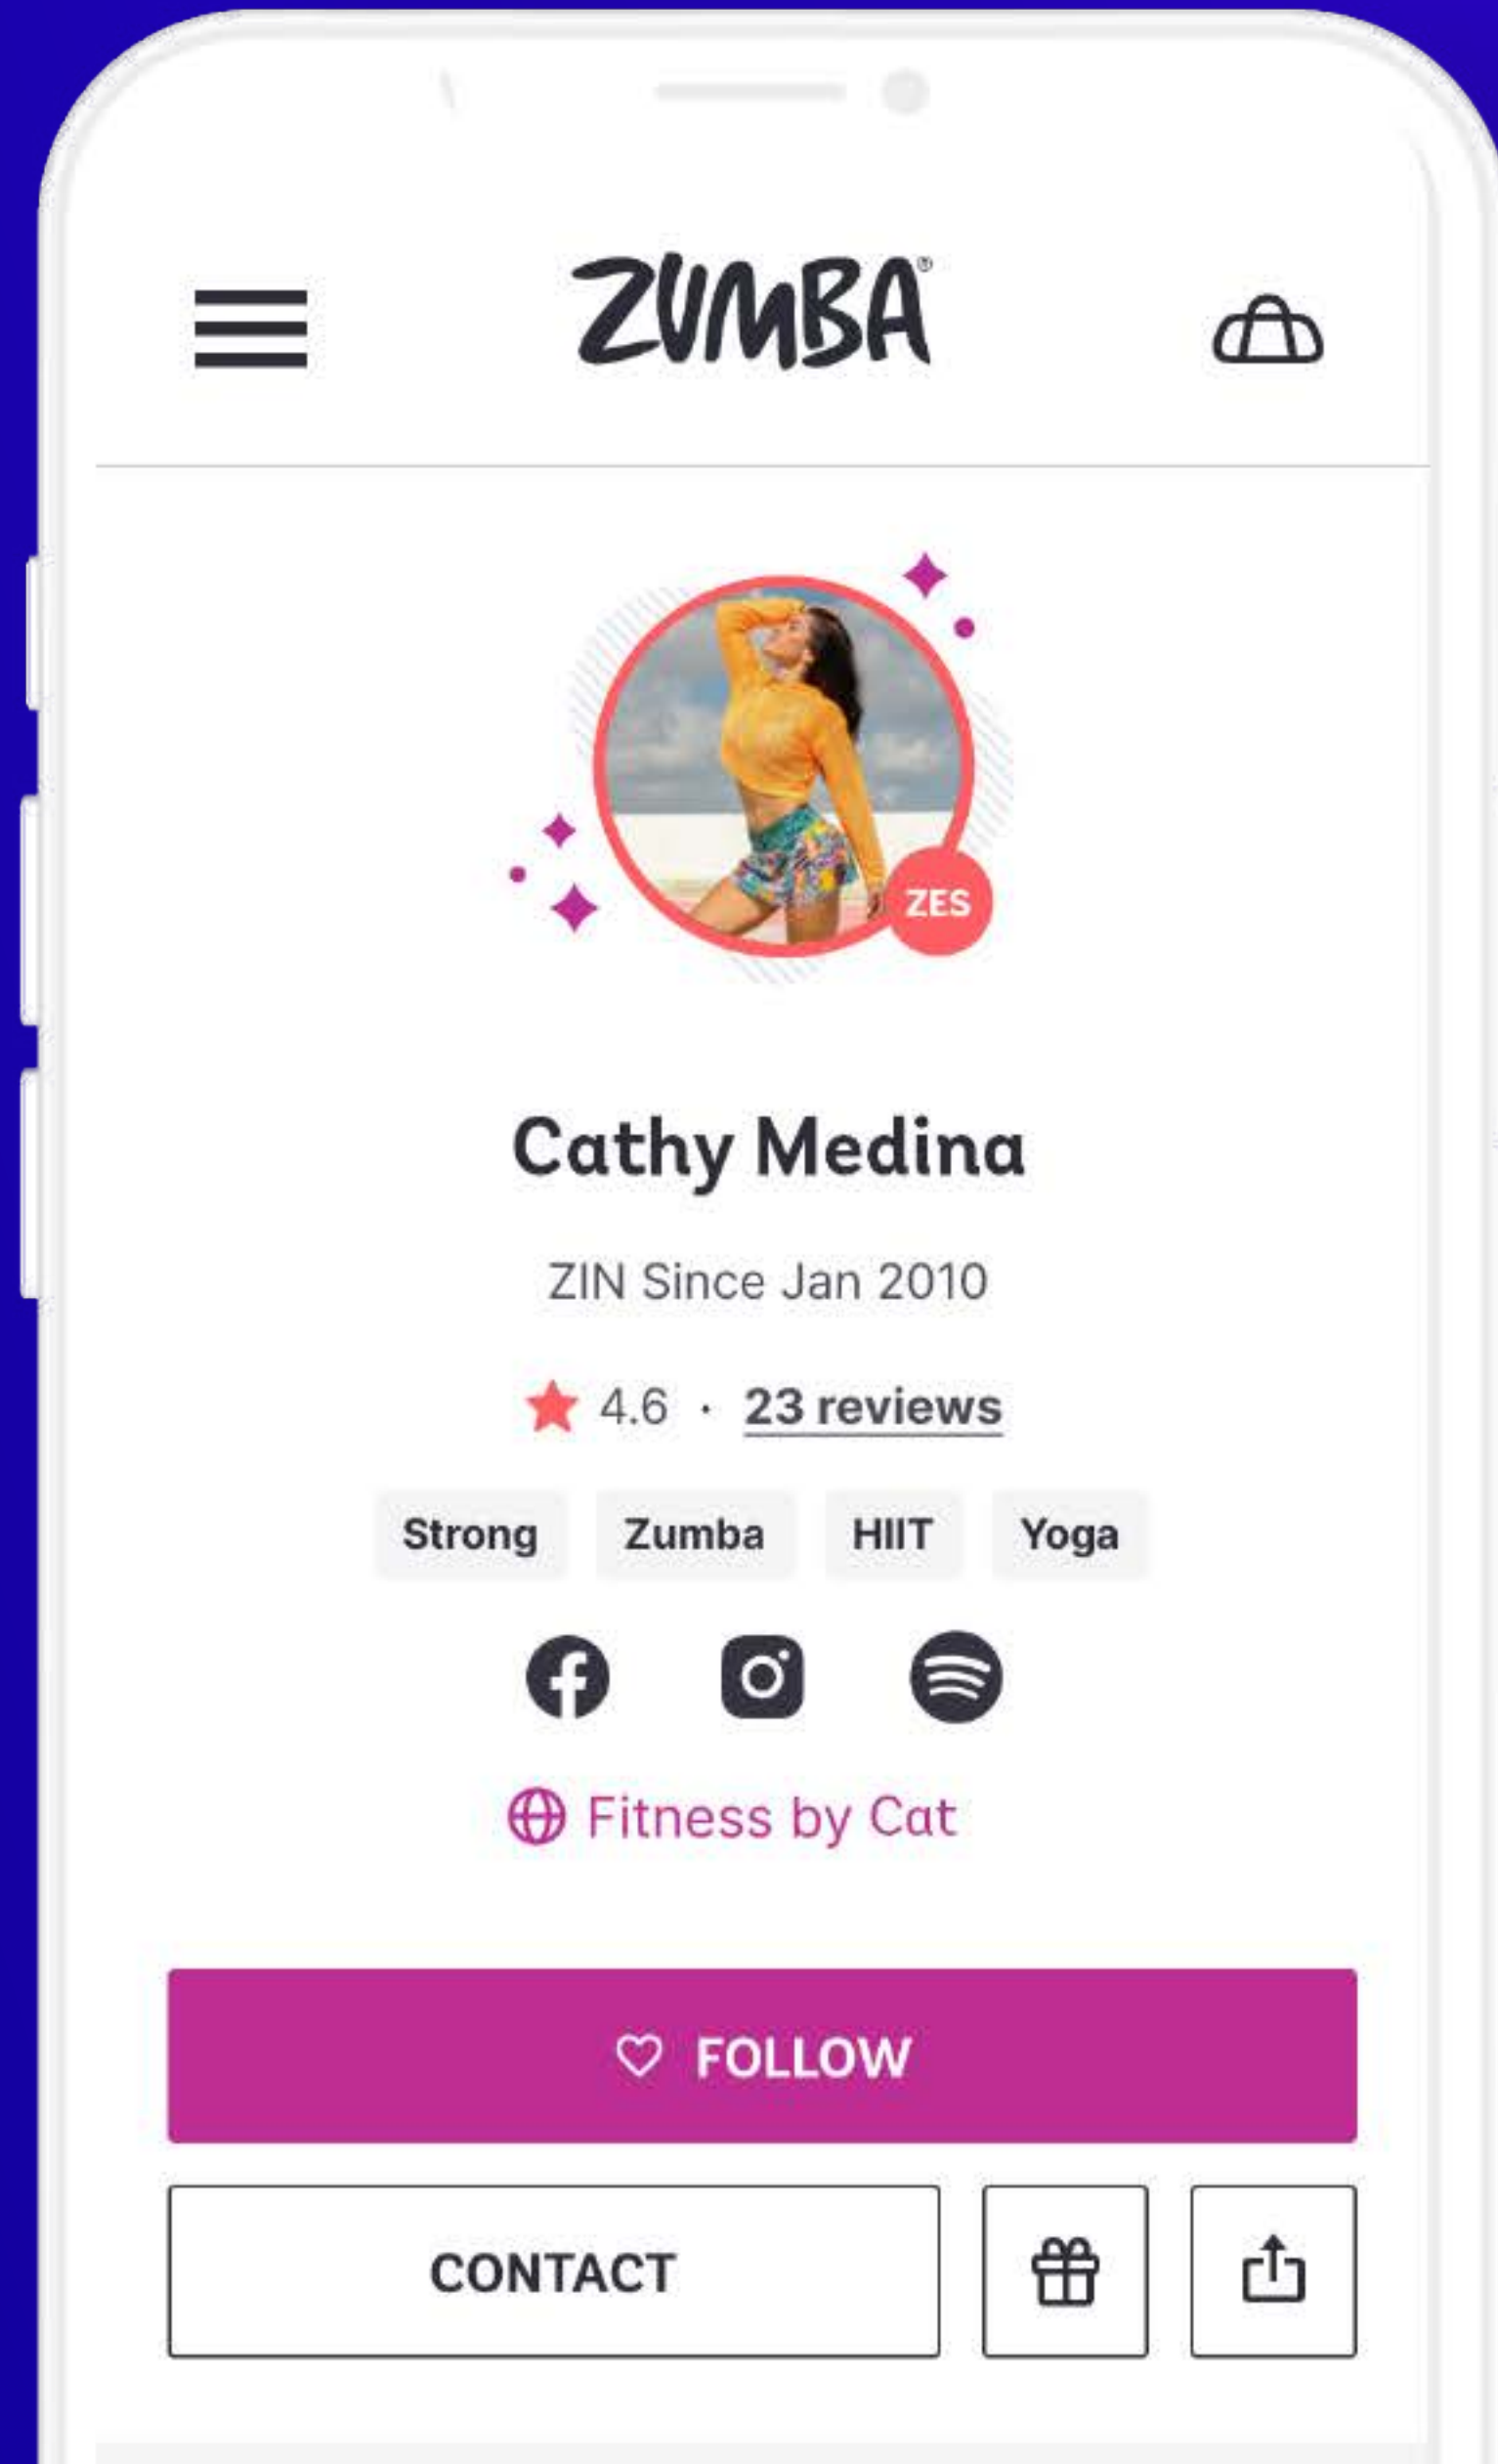 ZUMBA®
ZES
Cathy Medina
ZIN Since Jan 2010
4.6 · 23 reviews
Strong Zumba HIIT Yoga
Fitness by Cat
FOLLOW
CONTACT